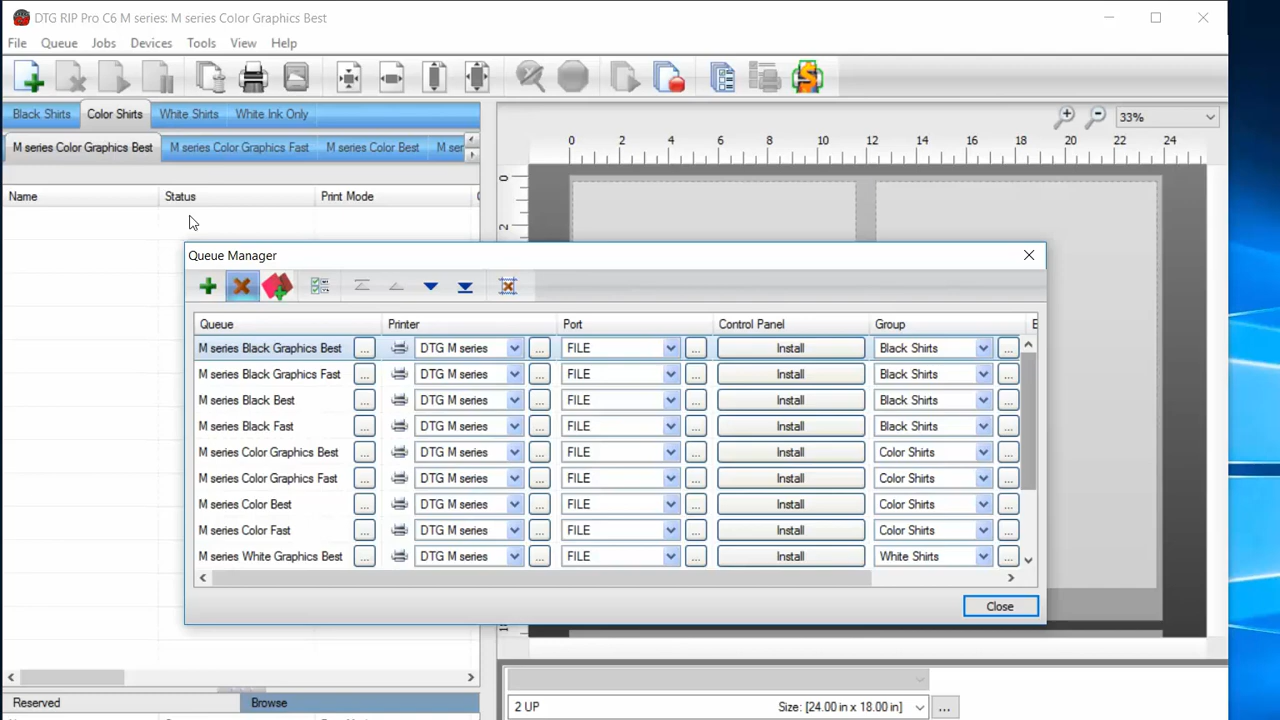 DTG RIP Pro C6 M series: M series Color Graphics Best
File Queue Jobs Devices Tools View Help
Black Shirts Color Shirts White Shirts White Ink Only
33%
M series Color Graphics Best M series Color Graphics Fast M series Color Best M ser
0 2 4 6 8 10 12 14 16 18 20 22 24
Name Status Print Mode
0
2
Queue Manager
Queue Printer Port Control Panel Group E
M series Black Graphics Best ... DTG M series ... FILE ... Install Black Shirts ...
M series Black Graphics Fast ... DTG M series ... FILE ... Install Black Shirts ...
M series Black Best ... DTG M series ... FILE ... Install Black Shirts ...
M series Black Fast ... DTG M series ... FILE ... Install Black Shirts ...
M series Color Graphics Best ... DTG M series ... FILE ... Install Color Shirts ...
M series Color Graphics Fast ... DTG M series ... FILE ... Install Color Shirts ...
M series Color Best ... DTG M series ... FILE ... Install Color Shirts ...
M series Color Fast ... DTG M series ... FILE ... Install Color Shirts ...
M series White Graphics Best ... DTG M series ... FILE ... Install White Shirts ...
Close
Reserved Browse
2 UP Size: [24.00 in x 18.00 in] ...